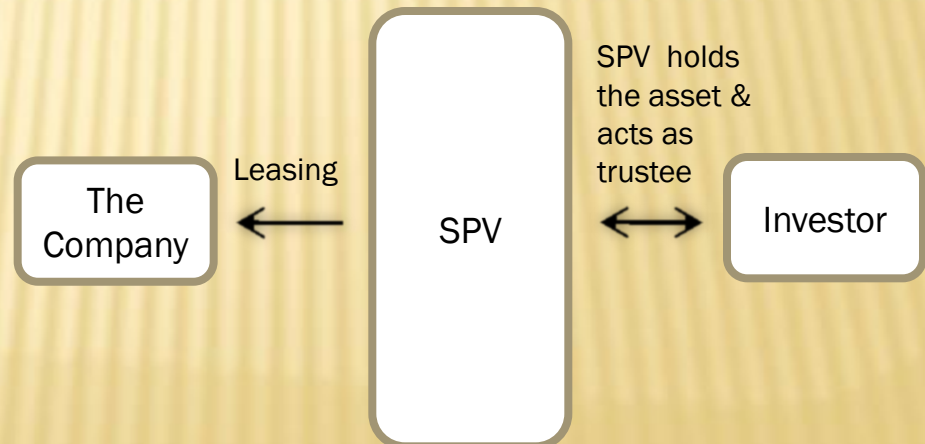 The
Company
Leasing
SPV
SPV holds
the asset &
acts as
trustee
Investor